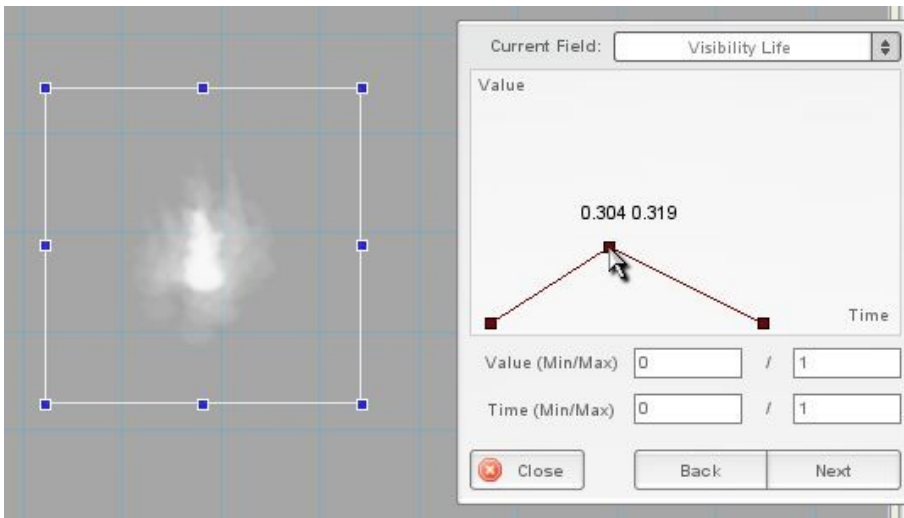 Current Field: Visibility Life
Value
0.304 0.319
Time
Value (Min/Max) 0 / 1
Time (Min/Max) 0 / 1
Close Back Next